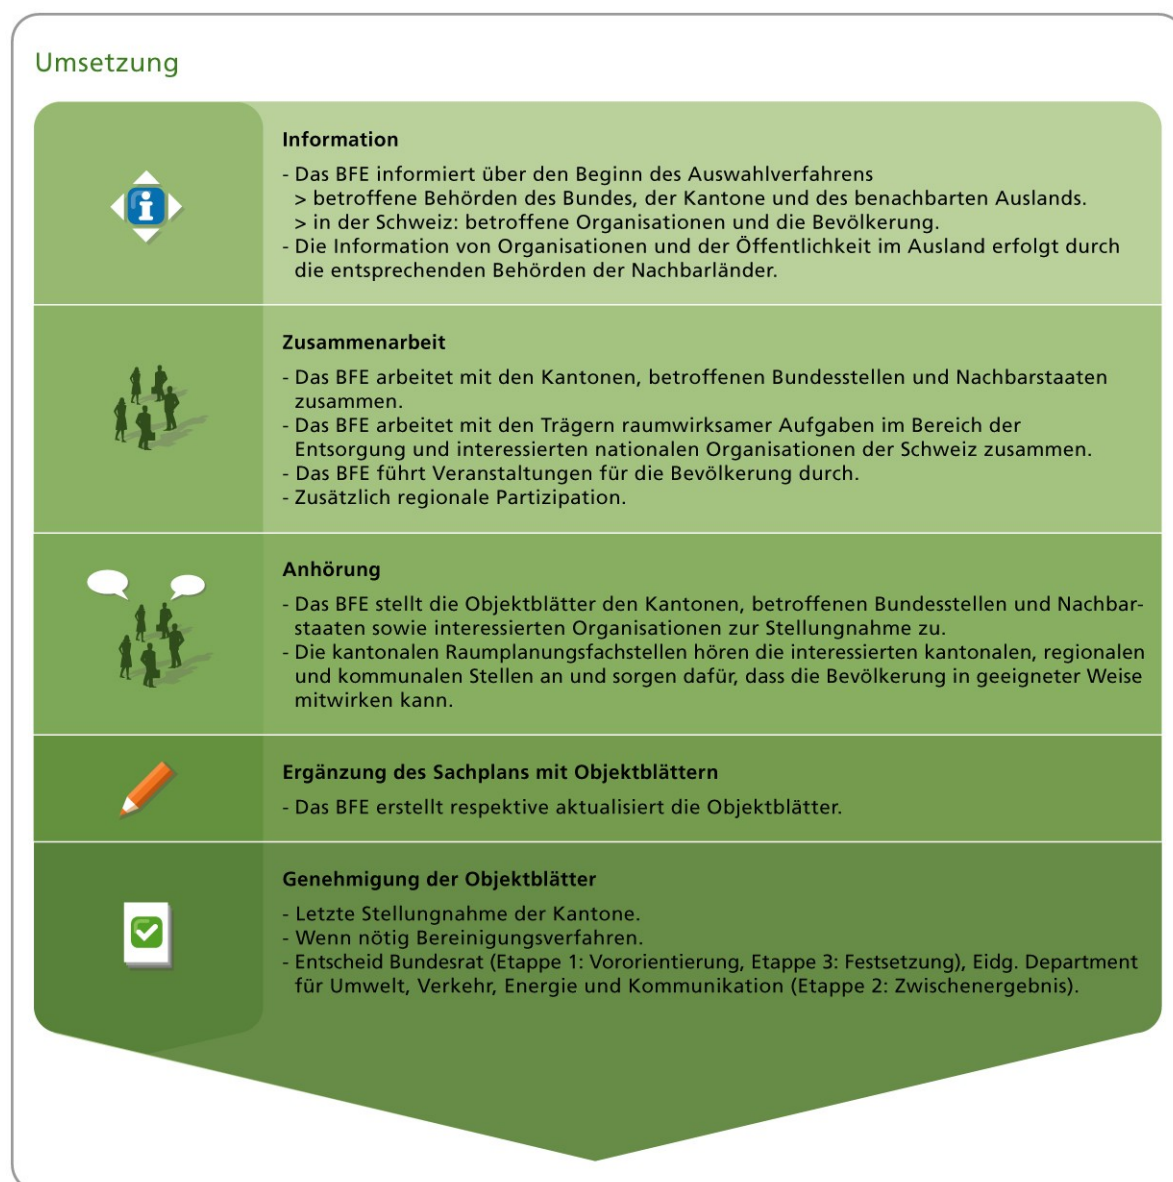 Umsetzung
Information
- Das BFE informiert über den Beginn des Auswahlverfahrens
> betroffene Behörden des Bundes, der Kantone und des benachbarten Auslands.
> in der Schweiz: betroffene Organisationen und die Bevölkerung.
- Die Information von Organisationen und der Öffentlichkeit im Ausland erfolgt durch
die entsprechenden Behörden der Nachbarländer.
Zusammenarbeit
- Das BFE arbeitet mit den Kantonen, betroffenen Bundesstellen und Nachbarstaaten
zusammen.
- Das BFE arbeitet mit den Trägern raumwirksamer Aufgaben im Bereich der
Entsorgung und interessierten nationalen Organisationen der Schweiz zusammen.
- Das BFE führt Veranstaltungen für die Bevölkerung durch.
- Zusätzlich regionale Partizipation.
Anhörung
- Das BFE stellt die Objektblätter den Kantonen, betroffenen Bundesstellen und Nachbar-
staaten sowie interessierten Organisationen zur Stellungnahme zu.
- Die kantonalen Raumplanungsfachstellen hören die interessierten kantonalen, regionalen
und kommunalen Stellen an und sorgen dafür, dass die Bevölkerung in geeigneter Weise
mitwirken kann.
Ergänzung des Sachplans mit Objektblättern
- Das BFE erstellt respektive aktualisiert die Objektblätter.
Genehmigung der Objektblätter
- Letzte Stellungnahme der Kantone.
- Wenn nötig Bereinigungsverfahren.
- Entscheid Bundesrat (Etappe 1: Vororientierung, Etappe 3: Festsetzung), Eidg. Department
für Umwelt, Verkehr, Energie und Kommunikation (Etappe 2: Zwischenergebnis).